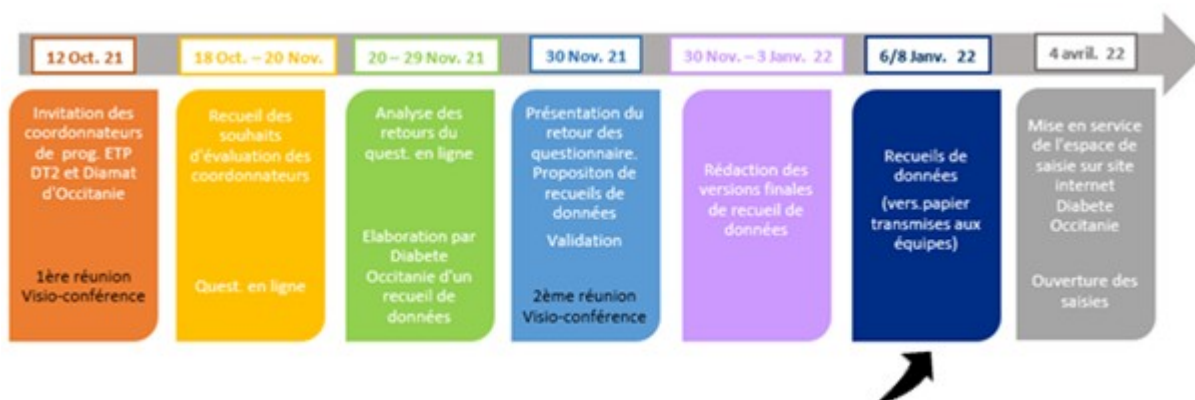 12 Oct. 21
18 Oct. – 20 Nov.
20 – 29 Nov. 21
30 Nov. 21
30 Nov. – 3 Janv. 22
6/8 Janv. 22
4 avril. 22
Invitation des
coordonnateurs
de prog. ETP
DT2 et Diamat
d'Occitanie
1ère réunion
Visio-conférence
Recueil des
souhaits
d'évaluation des
coordonnateurs
Quest. en ligne
Analyse des
retours du
quest. en ligne
Elaboration par
Diabete
Occitanie d'un
recueil de
données
Présentation du
retour des
questionnaire.
Propositon de
recueils de
données
Validation
2ème réunion
Visio-conférence
Rédaction des
versions finales
de recueil de
données
Recueils de
données
(vers.papier
transmises aux
équipes)
Mise en service
de l'espace de
saisie sur site
internet
Diabete
Occitanie
Ouverture des
saisies